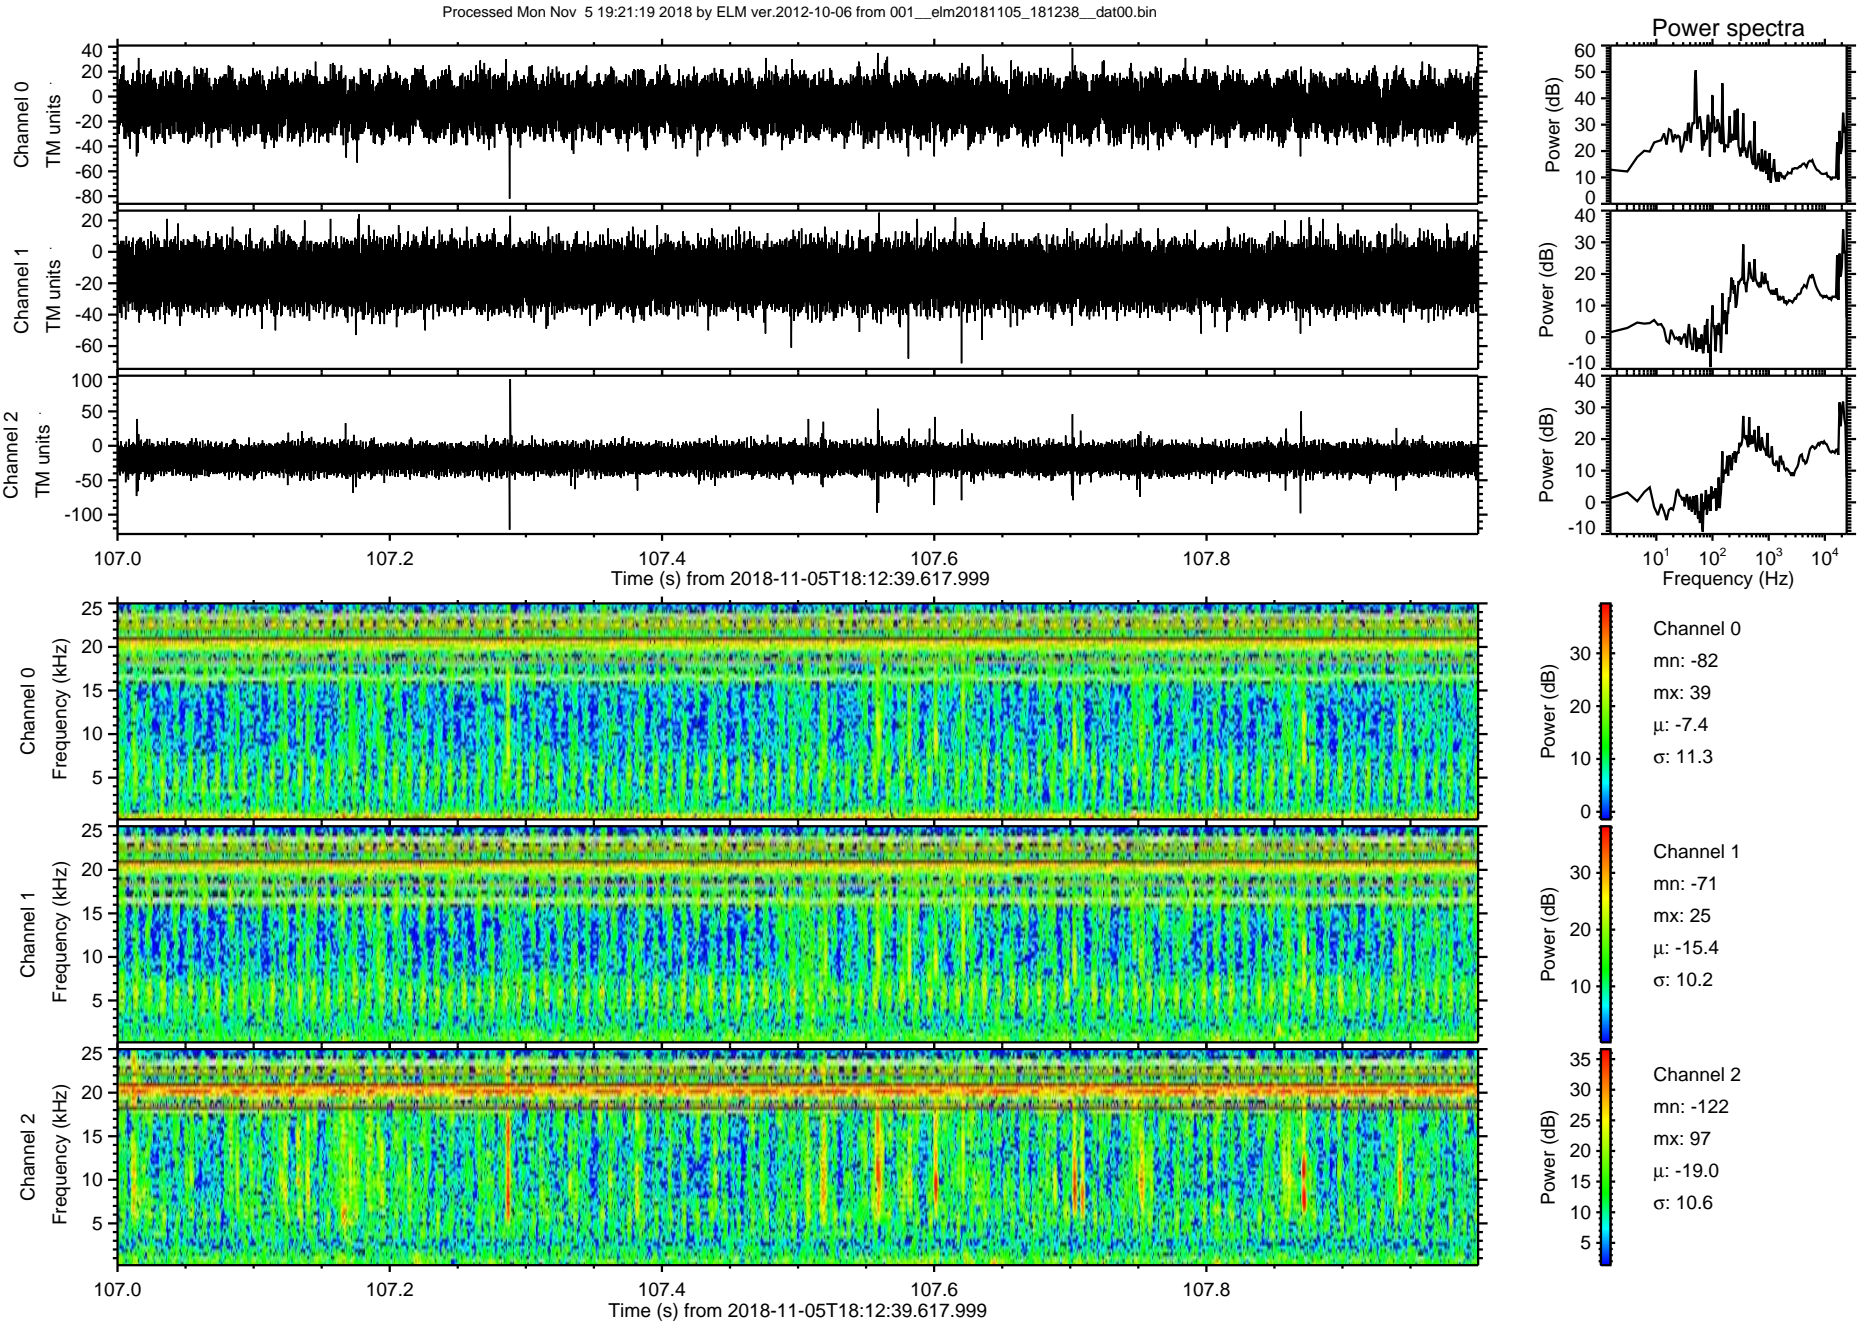 Processed Mon Nov  5 19:21:19 2018 by ELM ver.2012-10-06 from 001__elm20181105_181238__dat00.bin
Power spectra
Channel 0
TM units
40
20
0
-20
-40
-60
-80
Power (dB)
60
50
40
30
20
10
0
Channel 1
TM units
20
0
-20
-40
-60
Power (dB)
40
30
20
10
0
-10
Channel 2
TM units
100
50
0
-50
-100
Power (dB)
40
30
20
10
0
-10
107.0 107.2 107.4 107.6 107.8
Time (s) from 2018-11-05T18:12:39.617.999
10¹ 10² 10³ 10⁴
Frequency (Hz)
Channel 0
Frequency (kHz)
25
20
15
10
5
Power (dB)
30
20
10
0
Channel 0
mn: -82
mx: 39
µ: -7.4
σ: 11.3
Channel 1
Frequency (kHz)
25
20
15
10
5
Power (dB)
30
20
10
Channel 1
mn: -71
mx: 25
µ: -15.4
σ: 10.2
Channel 2
Frequency (kHz)
25
20
15
10
5
Power (dB)
35
30
25
20
15
10
5
Channel 2
mn: -122
mx: 97
µ: -19.0
σ: 10.6
107.0 107.2 107.4 107.6 107.8
Time (s) from 2018-11-05T18:12:39.617.999